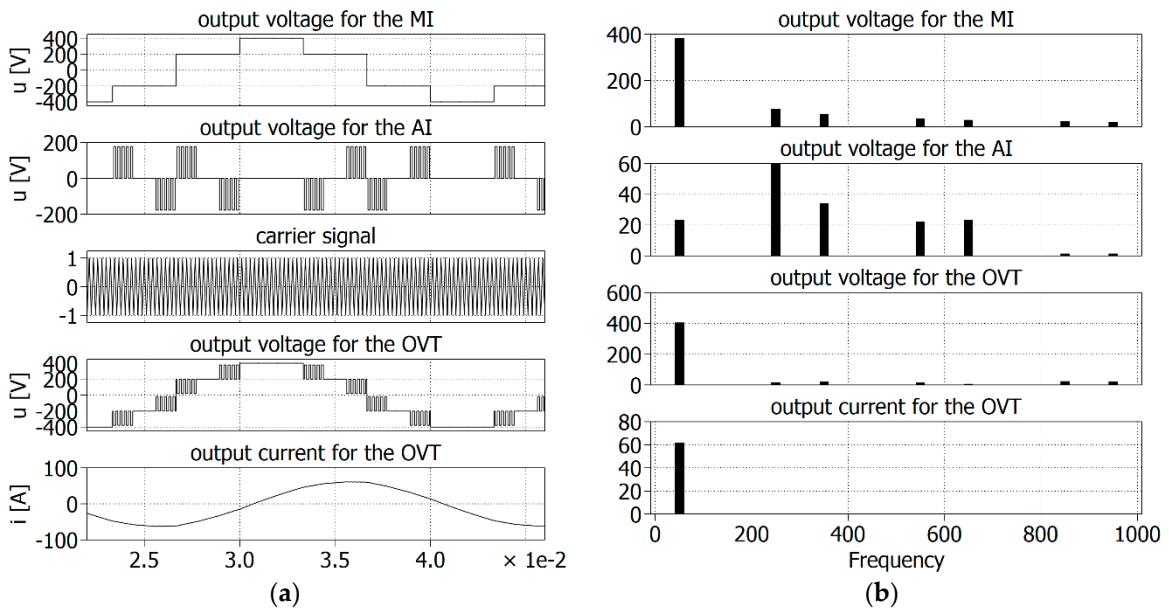 output voltage for the MI
u [V]
400
200
0
-200
-400
output voltage for the AI
u [V]
200
0
-200
carrier signal
1
0
-1
output voltage for the OVT
u [V]
400
200
0
-200
-400
output current for the OVT
i [A]
100
0
-100
2.5 3.0 3.5 4.0 × 1e-2
(a)
output voltage for the MI
400
200
0
output voltage for the AI
60
40
20
0
output voltage for the OVT
600
400
200
0
output current for the OVT
80
60
40
20
0
0 200 400 600 800 1000
Frequency
(b)